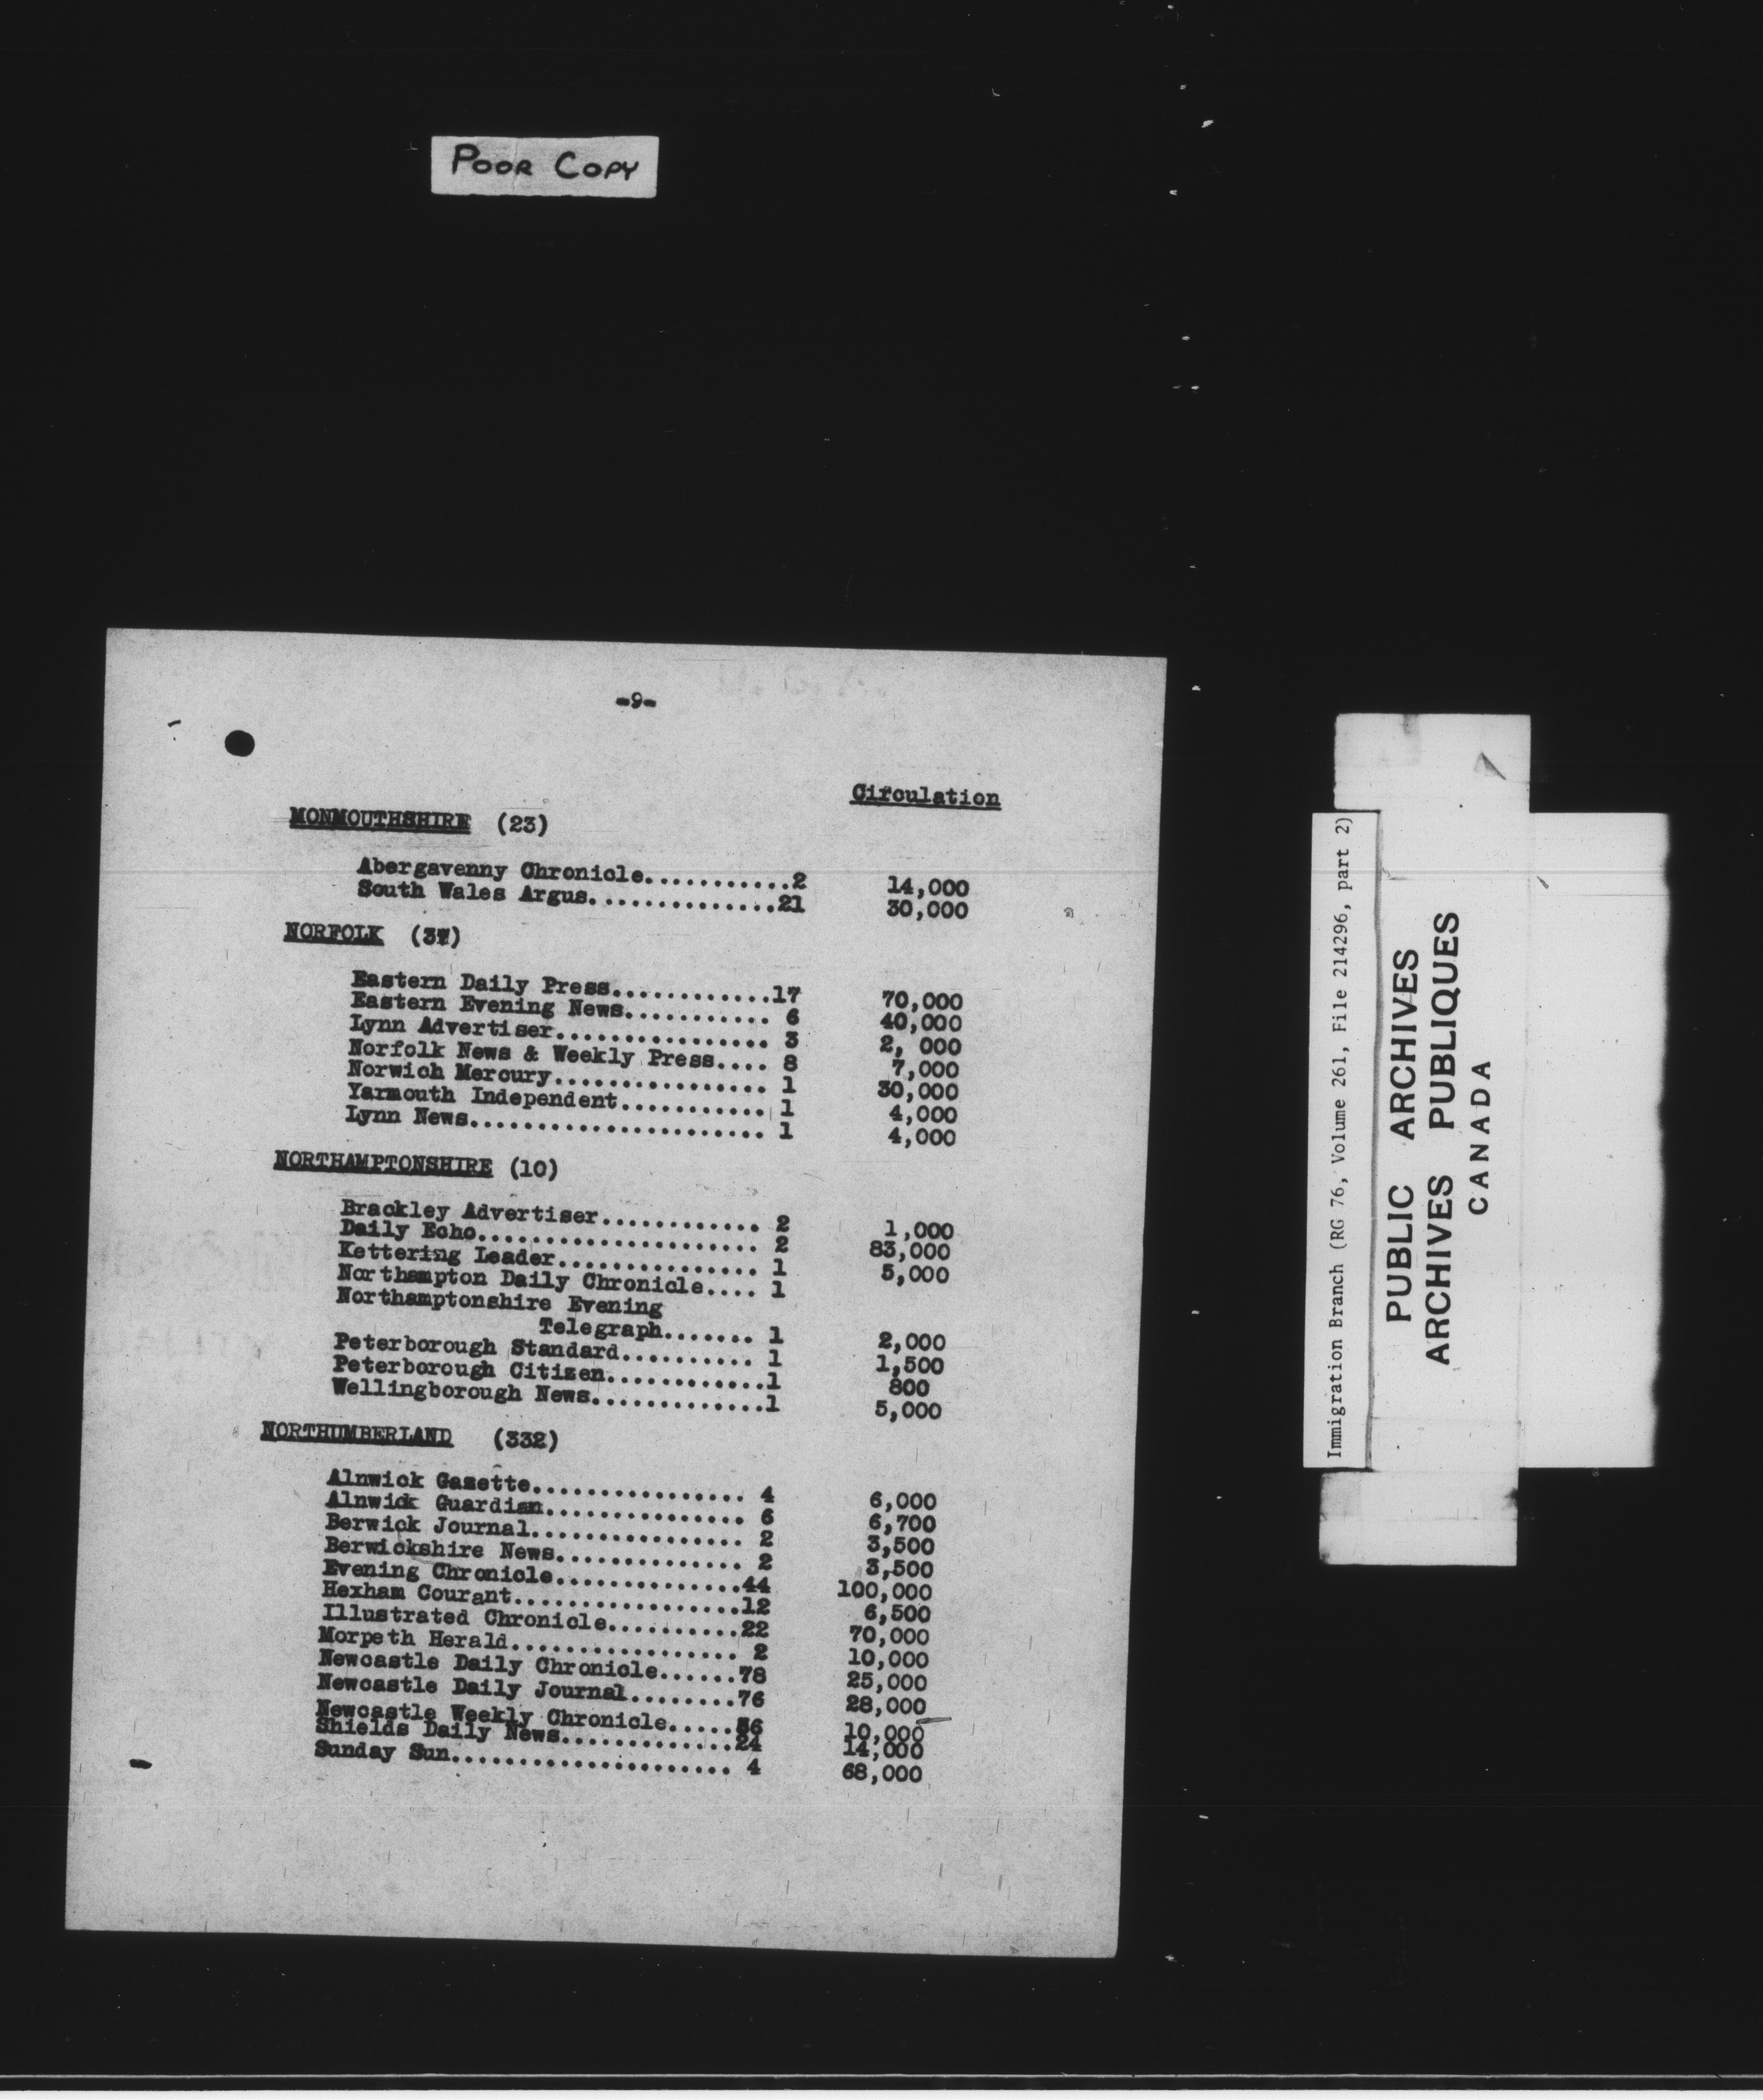 POOR COPY
-9-
Circulation
MONMOUTHSHIRE (23)
Abergavenny Chronicle...........2 14,000
South Wales Argus..............21 30,000
NORFOLK (37)
Eastern Daily Press............17 70,000
Eastern Evening News........... 6 40,000
Lynn Advertiser................ 3 2, 000
Norfolk News & Weekly Press.... 8 7,000
Norwich Mercury................ 1 30,000
Yarmouth Independent........... 1 4,000
Lynn News...................... 1 4,000
NORTHAMPTONSHIRE (10)
Brackley Advertiser............ 2 1,000
Daily Echo..................... 2 83,000
Kettering Leader............... 1 5,000
Northampton Daily Chronicle.... 1
Northamptonshire Evening
Telegraph....... 1 2,000
Peterborough Standard.......... 1 1,500
Peterborough Citizen............1 800
Wellingborough News.............1 5,000
NORTHUMBERLAND (332)
Alnwick Gazette................ 4 6,000
Alnwick Guardian............... 6 6,700
Berwick Journal................ 2 3,500
Berwickshire News.............. 2 3,500
Evening Chronicle..............44 100,000
Hexham Courant.................12 6,500
Illustrated Chronicle..........22 70,000
Morpeth Herald................. 2 10,000
Newcastle Daily Chronicle......78 25,000
Newcastle Daily Journal........76 28,000
Newcastle Weekly Chronicle.....56 10,000
Shields Daily News.............24 14,000
Sunday Sun..................... 4 68,000
Immigration Branch (RG 76, Volume 261, File 214296, part 2)
PUBLIC ARCHIVES
ARCHIVES PUBLIQUES
CANADA